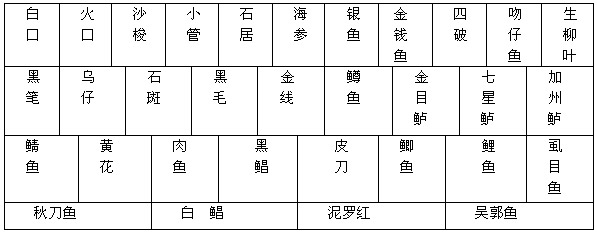 白口 火口 沙梭 小管 石居 海参 银鱼 金钱鱼 四破 吻仔鱼 生柳叶
黑笔 乌仔 石斑 黑毛 金线 鳟鱼 金目鲈 七星鲈 加州鲈
鲭鱼 黄花 肉鱼 黑鲳 皮刀 鲫鱼 鲤鱼 虱目鱼
秋刀鱼 白 鲳 泥罗红 吴郭鱼